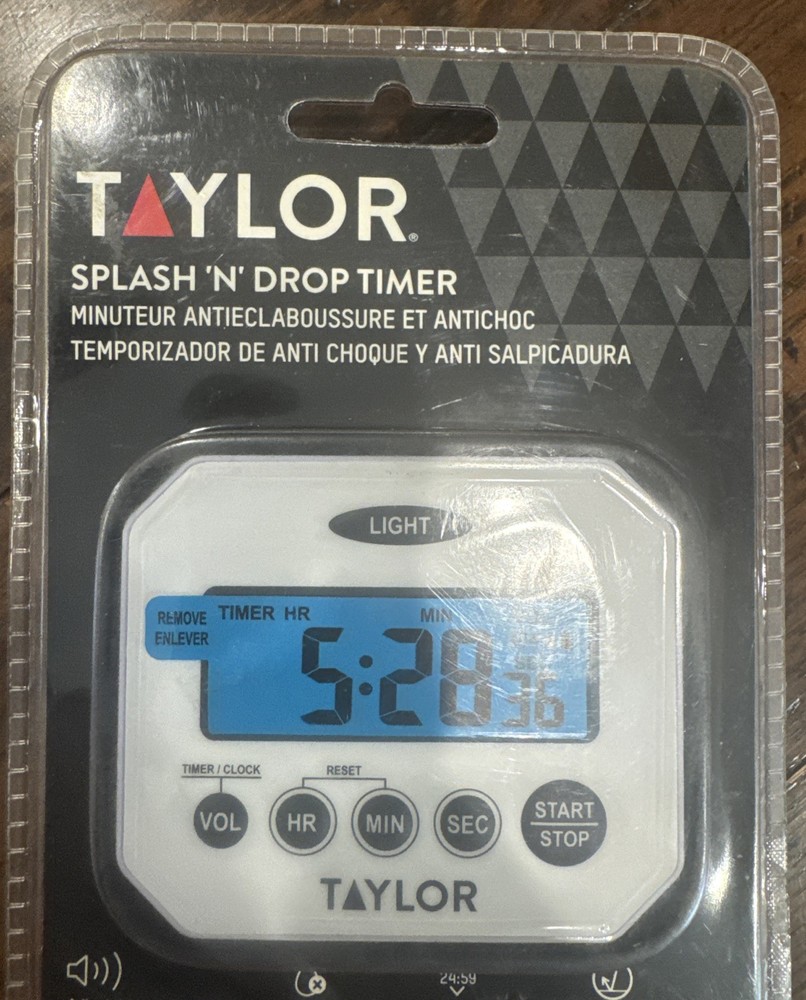 TAYLOR®
SPLASH 'N' DROP TIMER
MINUTEUR ANTIECLABOUSSURE ET ANTICHOC
TEMPORIZADOR DE ANTI CHOQUE Y ANTI SALPICADURA
LIGHT
REMOVE
ENLEVER
TIMER HR MIN
5:28 36
TIMER / CLOCK RESET
VOL HR MIN SEC START
STOP
TAYLOR
24:59